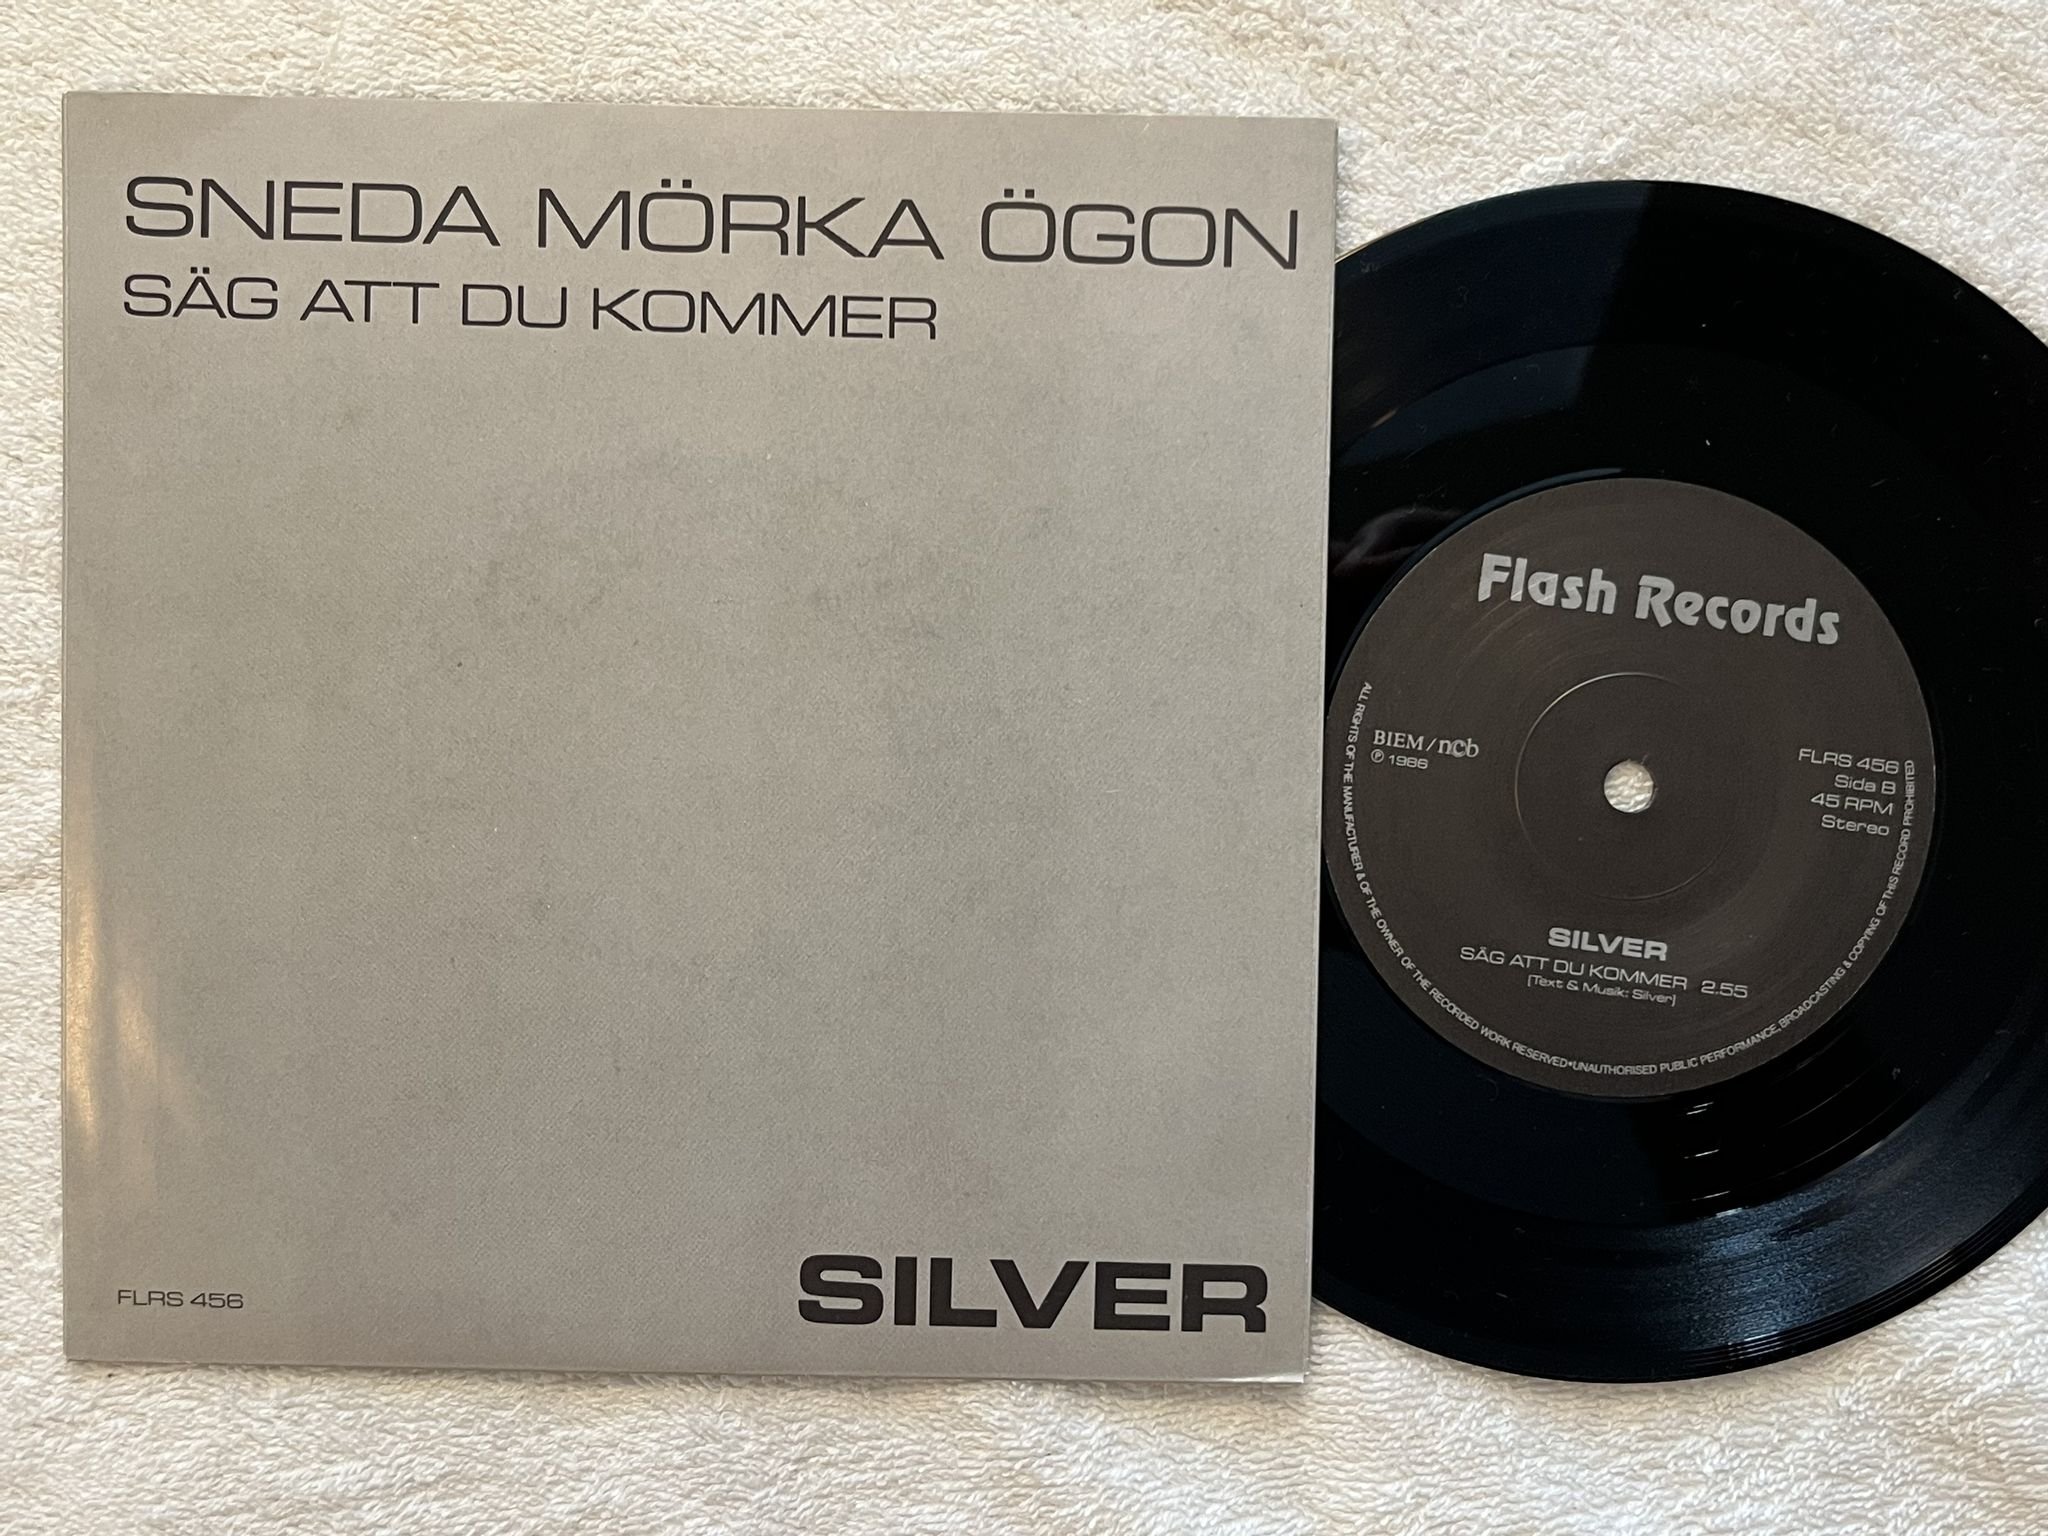 SNEDA MÖRKA ÖGON
SÄG ATT DU KOMMER
FLRS 456
SILVER
Flash Records
BIEM/ncb
℗ 1986
FLRS 456
Sida B
45 RPM
Stereo
SILVER
SÄG ATT DU KOMMER 2.55
(Text & Musik: Silver)
ALL RIGHTS OF THE MANUFACTURER & OF THE OWNER OF THE RECORDED WORK RESERVED•UNAUTHORISED PUBLIC PERFORMANCE, BROADCASTING & COPYING OF THIS RECORD PROHIBITED